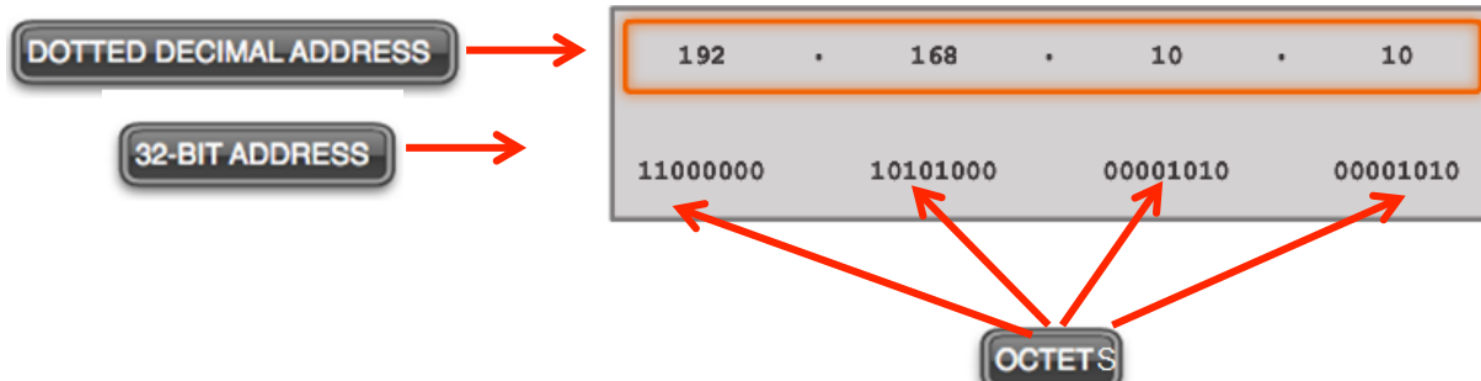 DOTTED DECIMAL ADDRESS
192 . 168 . 10 . 10
32-BIT ADDRESS
11000000 10101000 00001010 00001010
OCTETS